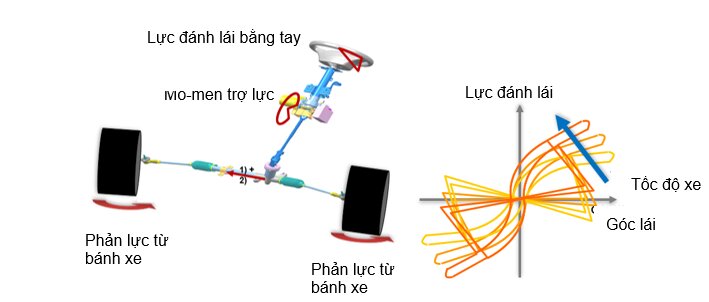 Lực đánh lái bằng tay
Mo-men trợ lực
1) +
2)
Phản lực từ
bánh xe
Phản lực từ
bánh xe
Lực đánh lái
Tốc độ xe
Góc lái